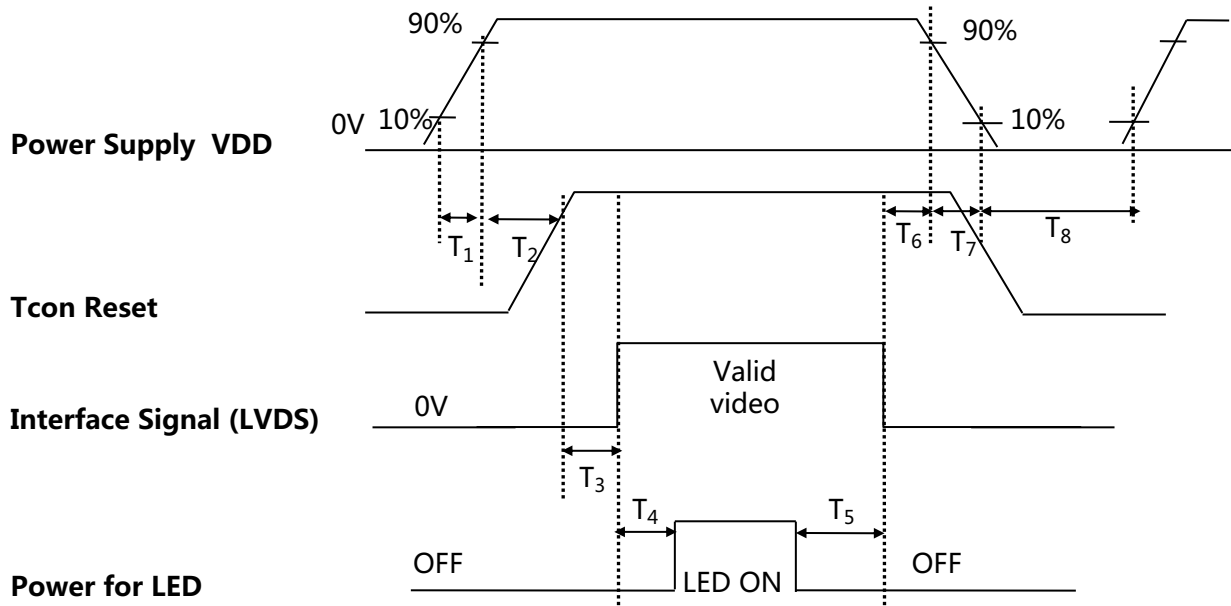 90%
90%
0V
10%
10%
Power Supply VDD
T1
T2
T6
T7
T8
Tcon Reset
Valid
video
0V
Interface Signal (LVDS)
T3
T4
T5
OFF
OFF
LED ON
Power for LED